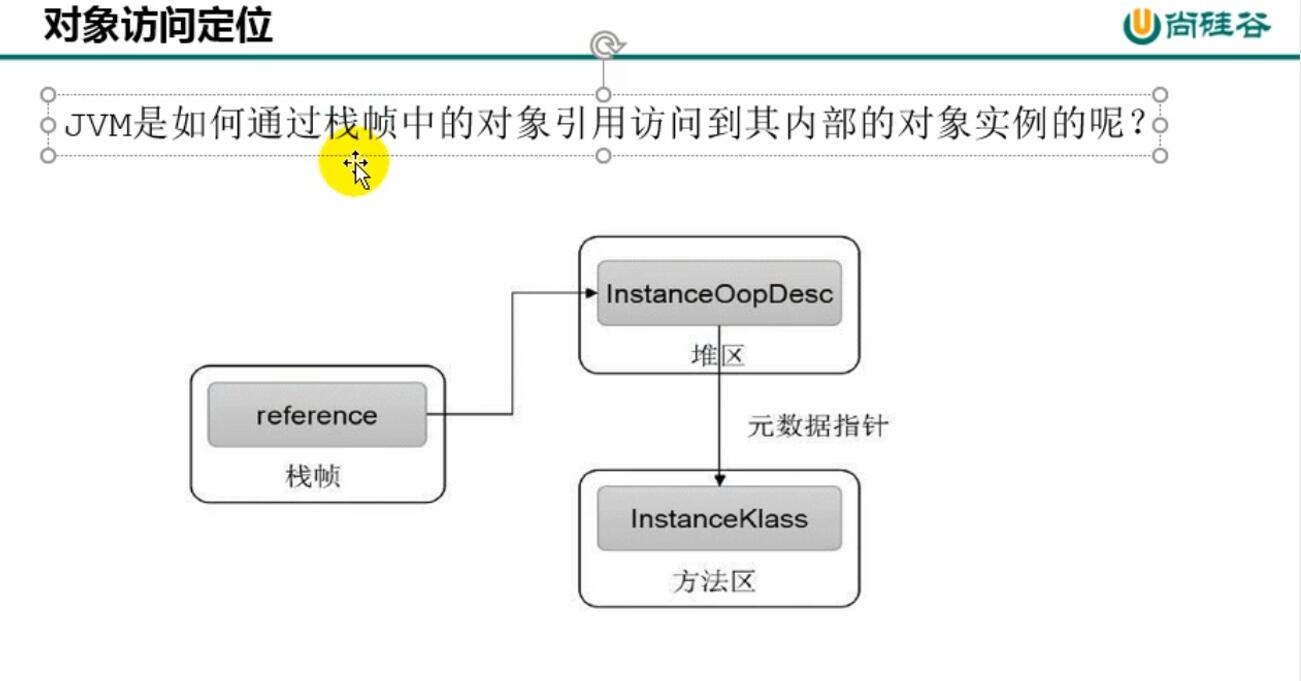 对象访问定位
尚硅谷
JVM是如何通过栈帧中的对象引用访问到其内部的对象实例的呢?
InstanceOopDesc
堆区
reference
栈帧
元数据指针
InstanceKlass
方法区